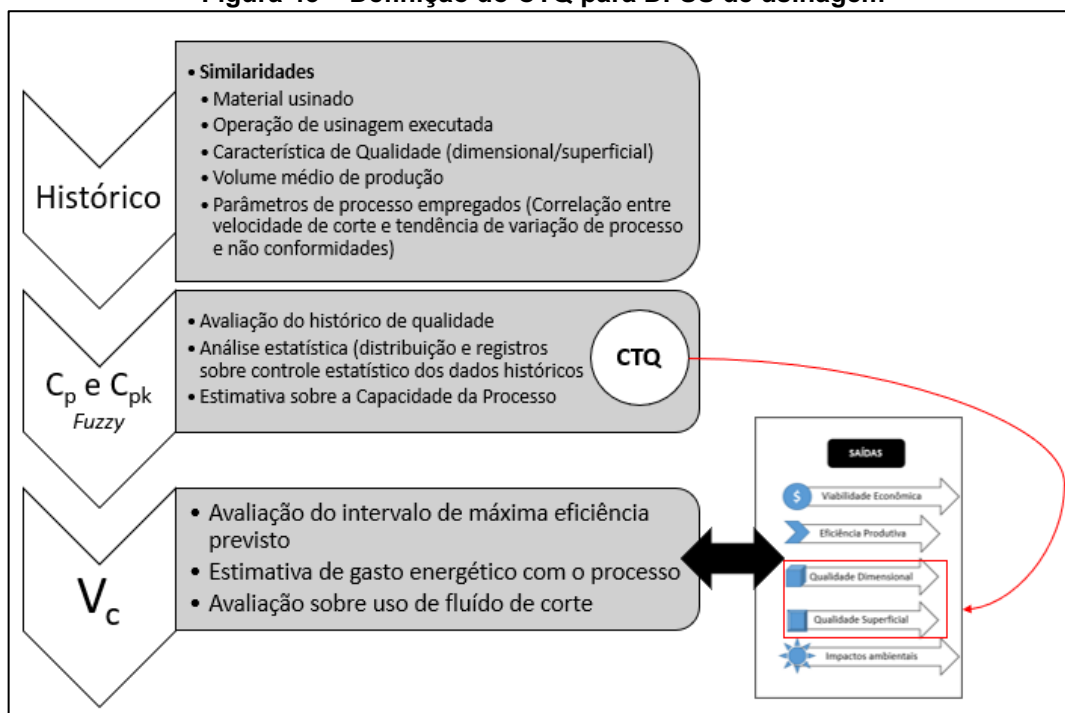 Figura – Definição do CTQ para DFSS de usinagem
Histórico
• Similaridades
• Material usinado
• Operação de usinagem executada
• Característica de Qualidade (dimensional/superficial)
• Volume médio de produção
• Parâmetros de processo empregados (Correlação entre
velocidade de corte e tendência de variação de processo
e não conformidades)
Cp e Cpk
Fuzzy
• Avaliação do histórico de qualidade
• Análise estatística (distribuição e registros
sobre controle estatístico dos dados históricos
• Estimativa sobre a Capacidade da Processo
CTQ
Vc
• Avaliação do intervalo de máxima eficiência
previsto
• Estimativa de gasto energético com o processo
• Avaliação sobre uso de fluído de corte
SAÍDAS
$ Viabilidade Econômica
Eficiência Produtiva
Qualidade Dimensional
Qualidade Superficial
Impactos ambientais